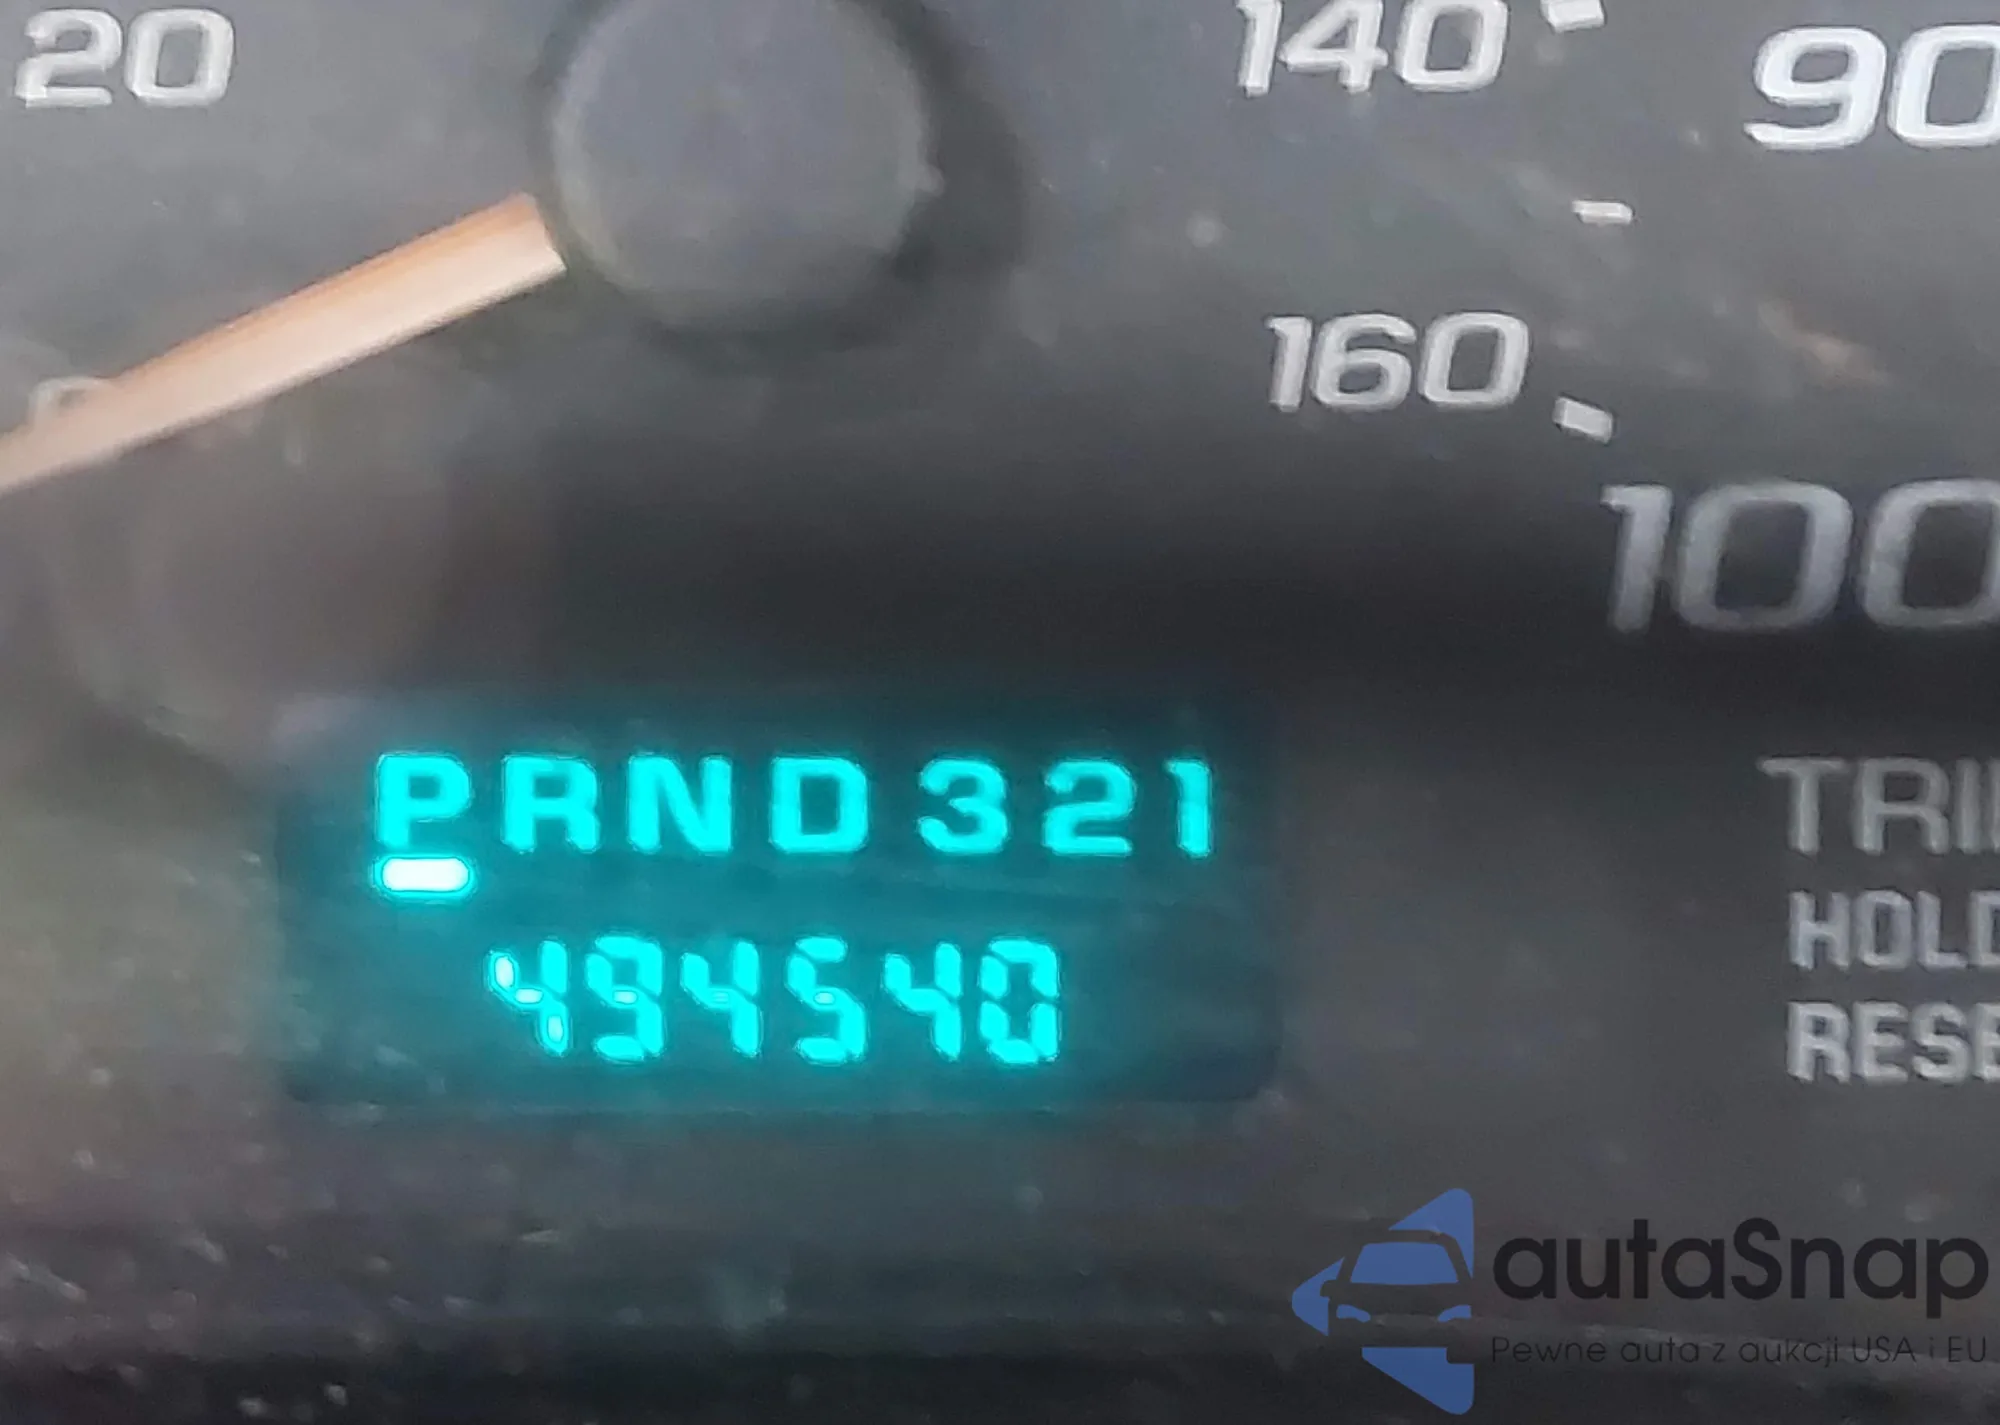 20
140
90
160
100
PRND321
494540
TRI
HOLD
RESE
autaSnap
Pewne auta z aukcji USA i EU